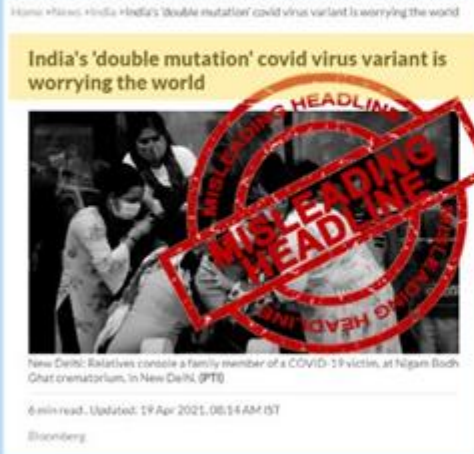 Home »News »India »India's 'double mutation' covid virus variant is worrying the world
India's 'double mutation' covid virus variant is
worrying the world
MISLEADING HEADLINE
MISLEADING
HEADLINE
MISLEADING HEADLINE
New Delhi: Relatives console a family member of a COVID-19 victim, at Nigam Bodh
Ghat crematorium, in New Delhi. (PTI)
6 min read. Updated: 19 Apr 2021, 08:14 AM IST
Bloomberg